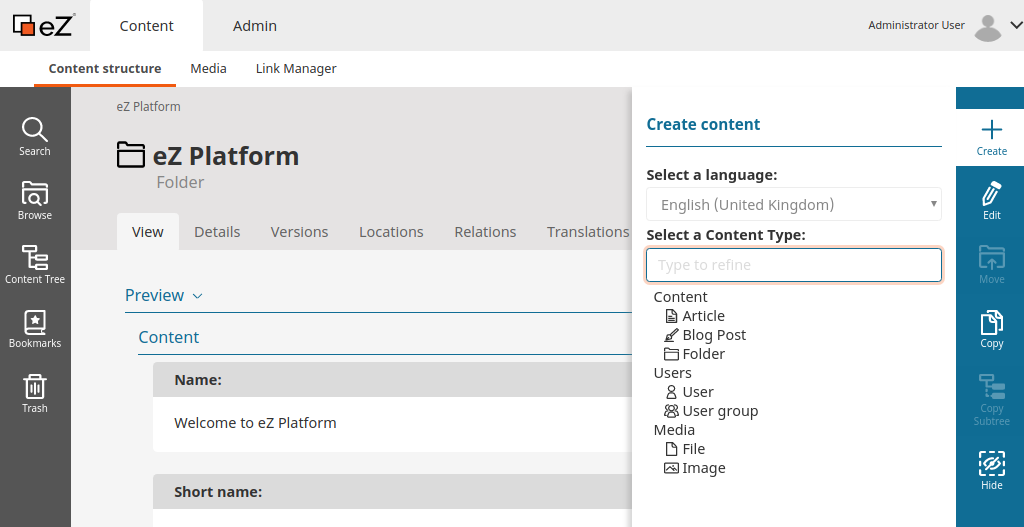 eZ
Content
Admin
Administrator User
Content structure
Media
Link Manager
Search
Browse
Content Tree
Bookmarks
Trash
eZ Platform
eZ Platform
Folder
View
Details
Versions
Locations
Relations
Translations
Preview
Content
Name:
Welcome to eZ Platform
Short name:
Create content
Select a language:
English (United Kingdom)
Select a Content Type:
Type to refine
Content
Article
Blog Post
Folder
Users
User
User group
Media
File
Image
Create
Edit
Move
Copy
Copy
Subtree
Hide